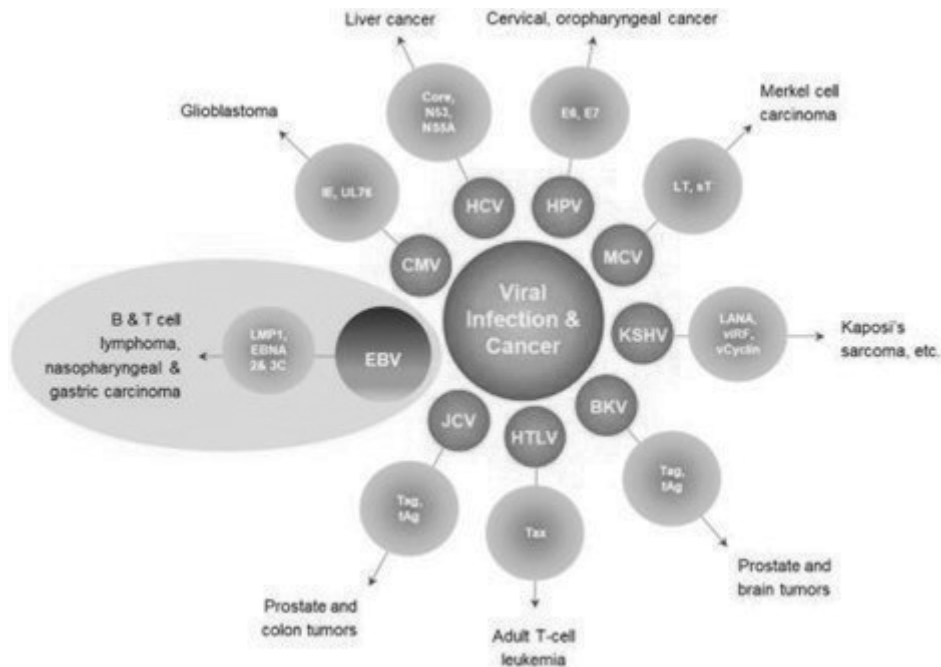 Liver cancer
Cervical, oropharyngeal cancer
Glioblastoma
Merkel cell
carcinoma
Core,
NS3,
NS5A
E6, E7
IE, UL76
LT, sT
HCV
HPV
CMV
MCV
Viral
Infection &
Cancer
B & T cell
lymphoma,
nasopharyngeal &
gastric carcinoma
LMP1,
EBNA
2& 3C
EBV
KSHV
LANA,
vIRF,
vCyclin
Kaposi's
sarcoma, etc.
JCV
HTLV
BKV
Tag,
tAg
Tax
Tag,
tAg
Prostate and
colon tumors
Adult T-cell
leukemia
Prostate and
brain tumors